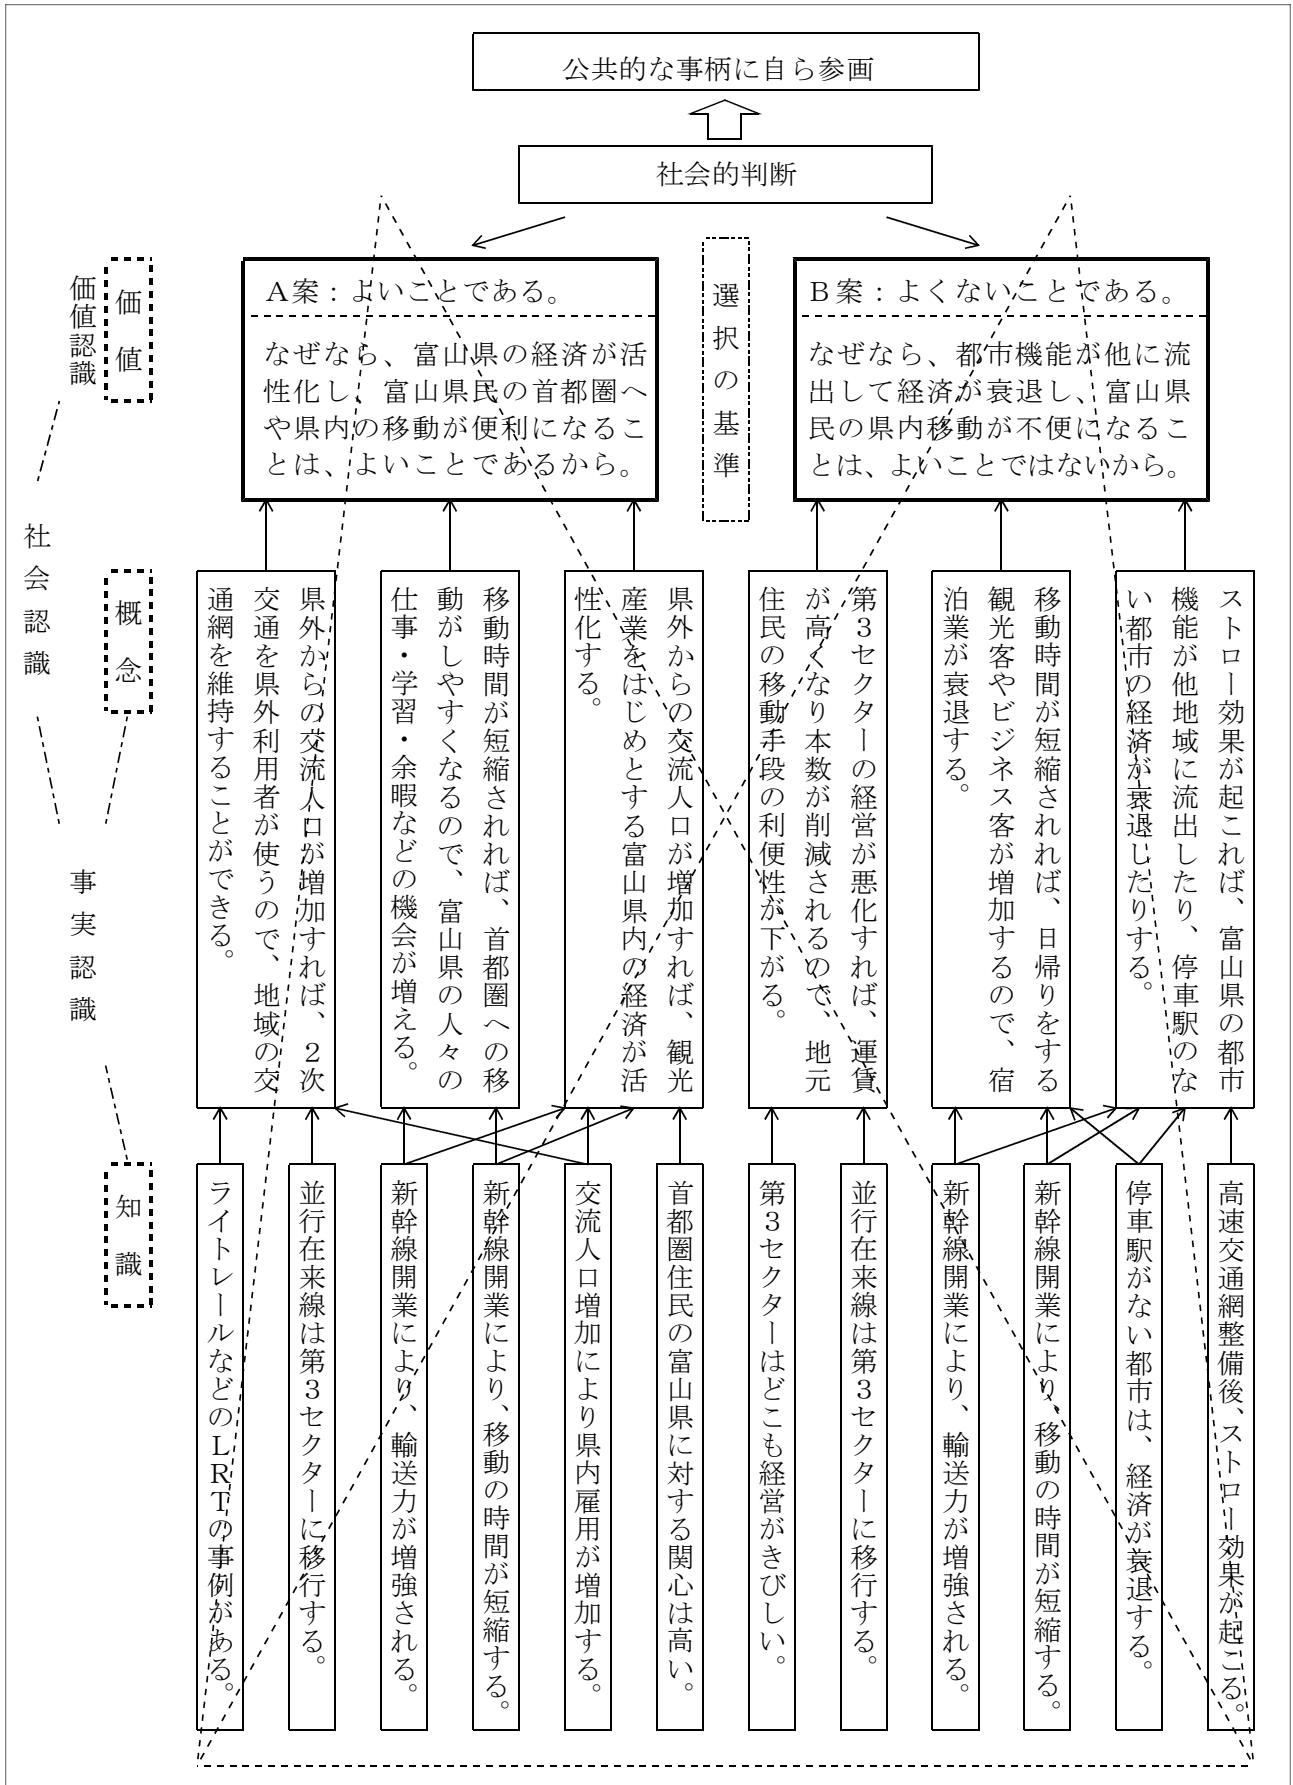 公共的な事柄に自ら参画
社会的判断
価値認識
価値
A案：よいことである。
なぜなら、富山県の経済が活
性化し、富山県民の首都圏へ
や県内の移動が便利になるこ
とは、よいことであるから。
選択の基準
B案：よくないことである。
なぜなら、都市機能が他に流
出して経済が衰退し、富山県
民の県内移動が不便になるこ
とは、よいことではないから。
社会認識
概念
ストロー効果が起これば、富山県の都市
機能が他地域に流出したり、停車駅のな
い都市の経済が衰退したりする。
移動時間が短縮されれば、日帰りをする
観光客やビジネス客が増加するので、宿
泊業が衰退する。
第３セクターの経営が悪化すれば、運賃
が高くなり本数が削減されるので、地元
住民の移動手段の利便性が下がる。
県外からの交流人口が増加すれば、観光
産業をはじめとする富山県内の経済が活
性化する。
移動時間が短縮されれば、首都圏への移
動がしやすくなるので、富山県の人々の
仕事・学習・余暇などの機会が増える。
県外からの交流人口が増加すれば、２次
交通を県外利用者が使うので、地域の交
通網を維持することができる。
事実認識
知識
高速交通網整備後、ストロー効果が起こる。
停車駅がない都市は、経済が衰退する。
新幹線開業により、移動の時間が短縮する。
新幹線開業により、輸送力が増強される。
並行在来線は第３セクターに移行する。
第３セクターはどこも経営がきびしい。
首都圏住民の富山県に対する関心は高い。
交流人口増加により県内雇用が増加する。
新幹線開業により、移動の時間が短縮する。
新幹線開業により、輸送力が増強される。
並行在来線は第３セクターに移行する。
ライトレールなどのＬＲＴの事例がある。